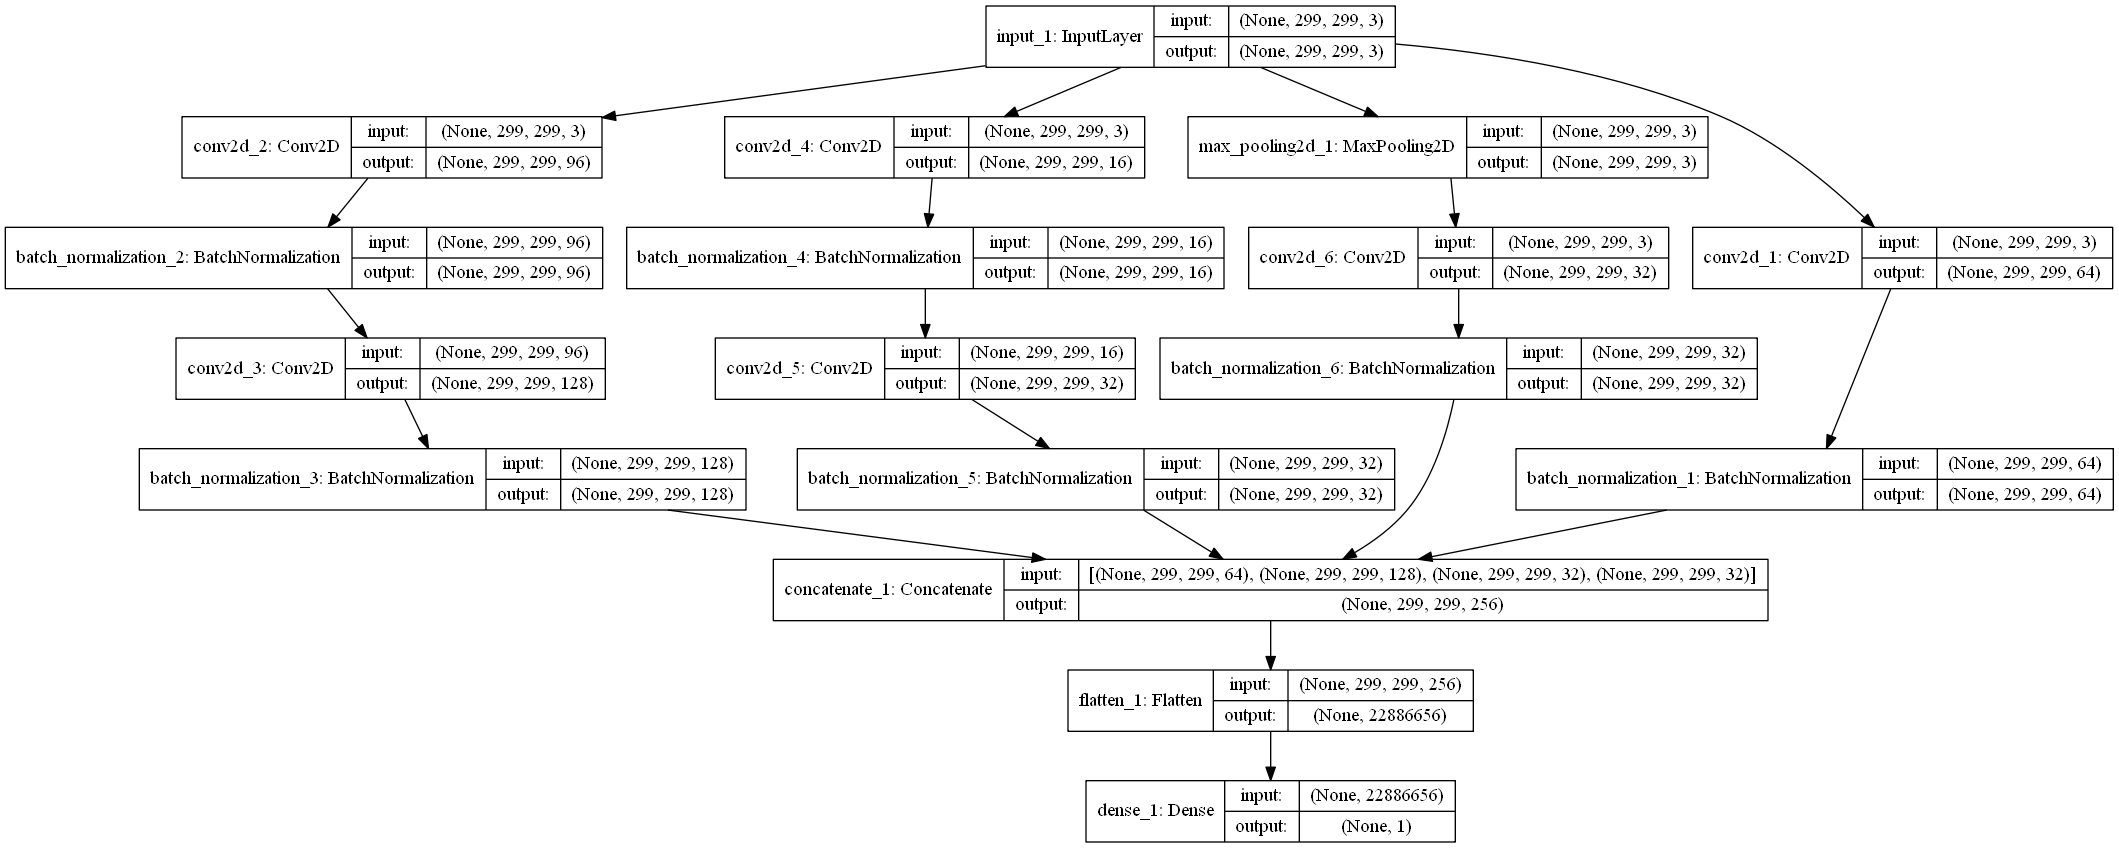 input_1: InputLayer
input:
(None, 299, 299, 3)
output:
(None, 299, 299, 3)
conv2d_2: Conv2D
input:
(None, 299, 299, 3)
output:
(None, 299, 299, 96)
conv2d_4: Conv2D
input:
(None, 299, 299, 3)
output:
(None, 299, 299, 16)
max_pooling2d_1: MaxPooling2D
input:
(None, 299, 299, 3)
output:
(None, 299, 299, 3)
batch_normalization_2: BatchNormalization
input:
(None, 299, 299, 96)
output:
(None, 299, 299, 96)
batch_normalization_4: BatchNormalization
input:
(None, 299, 299, 16)
output:
(None, 299, 299, 16)
conv2d_6: Conv2D
input:
(None, 299, 299, 3)
output:
(None, 299, 299, 32)
conv2d_1: Conv2D
input:
(None, 299, 299, 3)
output:
(None, 299, 299, 64)
conv2d_3: Conv2D
input:
(None, 299, 299, 96)
output:
(None, 299, 299, 128)
conv2d_5: Conv2D
input:
(None, 299, 299, 16)
output:
(None, 299, 299, 32)
batch_normalization_6: BatchNormalization
input:
(None, 299, 299, 32)
output:
(None, 299, 299, 32)
batch_normalization_3: BatchNormalization
input:
(None, 299, 299, 128)
output:
(None, 299, 299, 128)
batch_normalization_5: BatchNormalization
input:
(None, 299, 299, 32)
output:
(None, 299, 299, 32)
batch_normalization_1: BatchNormalization
input:
(None, 299, 299, 64)
output:
(None, 299, 299, 64)
concatenate_1: Concatenate
input:
[(None, 299, 299, 64), (None, 299, 299, 128), (None, 299, 299, 32), (None, 299, 299, 32)]
output:
(None, 299, 299, 256)
flatten_1: Flatten
input:
(None, 299, 299, 256)
output:
(None, 22886656)
dense_1: Dense
input:
(None, 22886656)
output:
(None, 1)